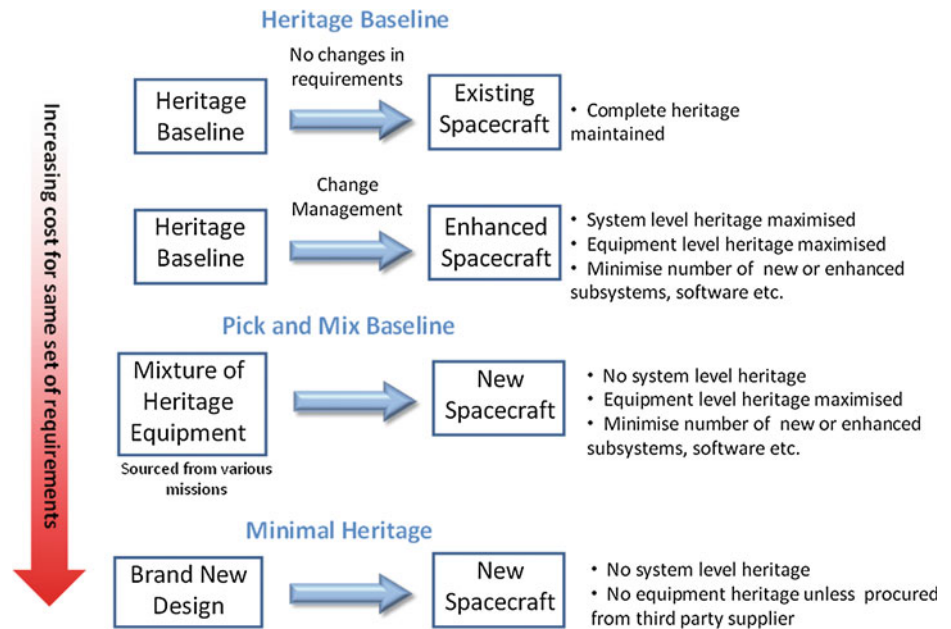 Heritage Baseline
No changes in
requirements
Heritage
Baseline
Existing
Spacecraft
• Complete heritage
maintained
Change
Management
Heritage
Baseline
Enhanced
Spacecraft
• System level heritage maximised
• Equipment level heritage maximised
• Minimise number of new or enhanced
subsystems, software etc.
Pick and Mix Baseline
Mixture of
Heritage
Equipment
Sourced from various
missions
New
Spacecraft
• No system level heritage
• Equipment level heritage maximised
• Minimise number of new or enhanced
subsystems, software etc.
Minimal Heritage
Brand New
Design
New
Spacecraft
• No system level heritage
• No equipment heritage unless procured
from third party supplier
Increasing cost for same set of requirements